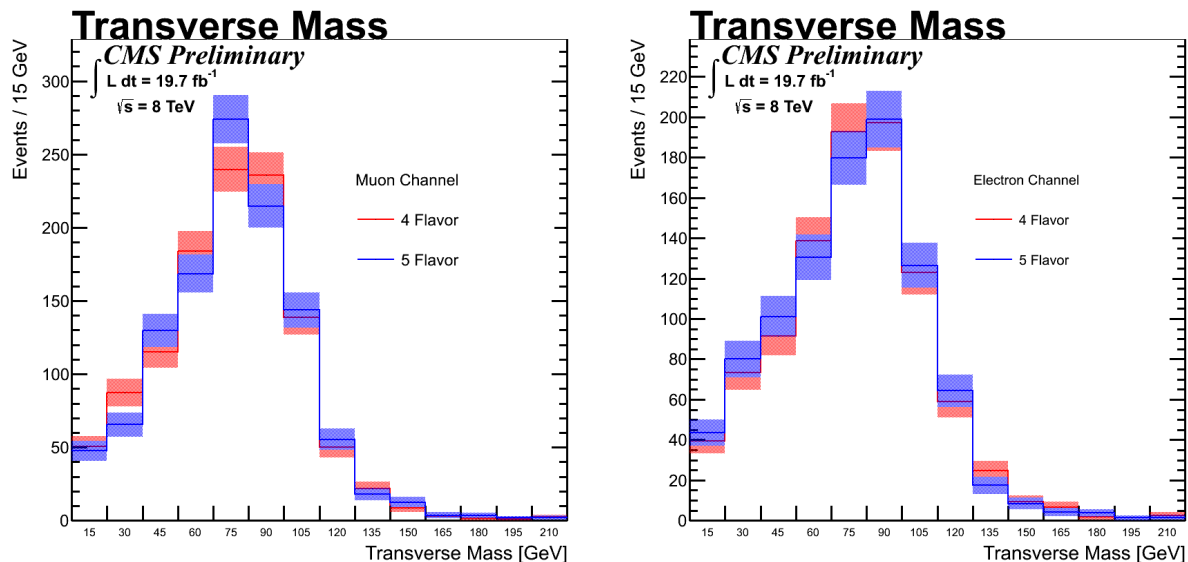 Transverse Mass
CMS Preliminary
∫ L dt = 19.7 fb⁻¹
√s = 8 TeV
Events / 15 GeV
300
250
200
150
100
50
0
Muon Channel
4 Flavor
5 Flavor
15 30 45 60 75 90 105 120 135 150 165 180 195 210
Transverse Mass [GeV]
Transverse Mass
CMS Preliminary
∫ L dt = 19.7 fb⁻¹
√s = 8 TeV
Events / 15 GeV
220
200
180
160
140
120
100
80
60
40
20
0
Electron Channel
4 Flavor
5 Flavor
15 30 45 60 75 90 105 120 135 150 165 180 195 210
Transverse Mass [GeV]